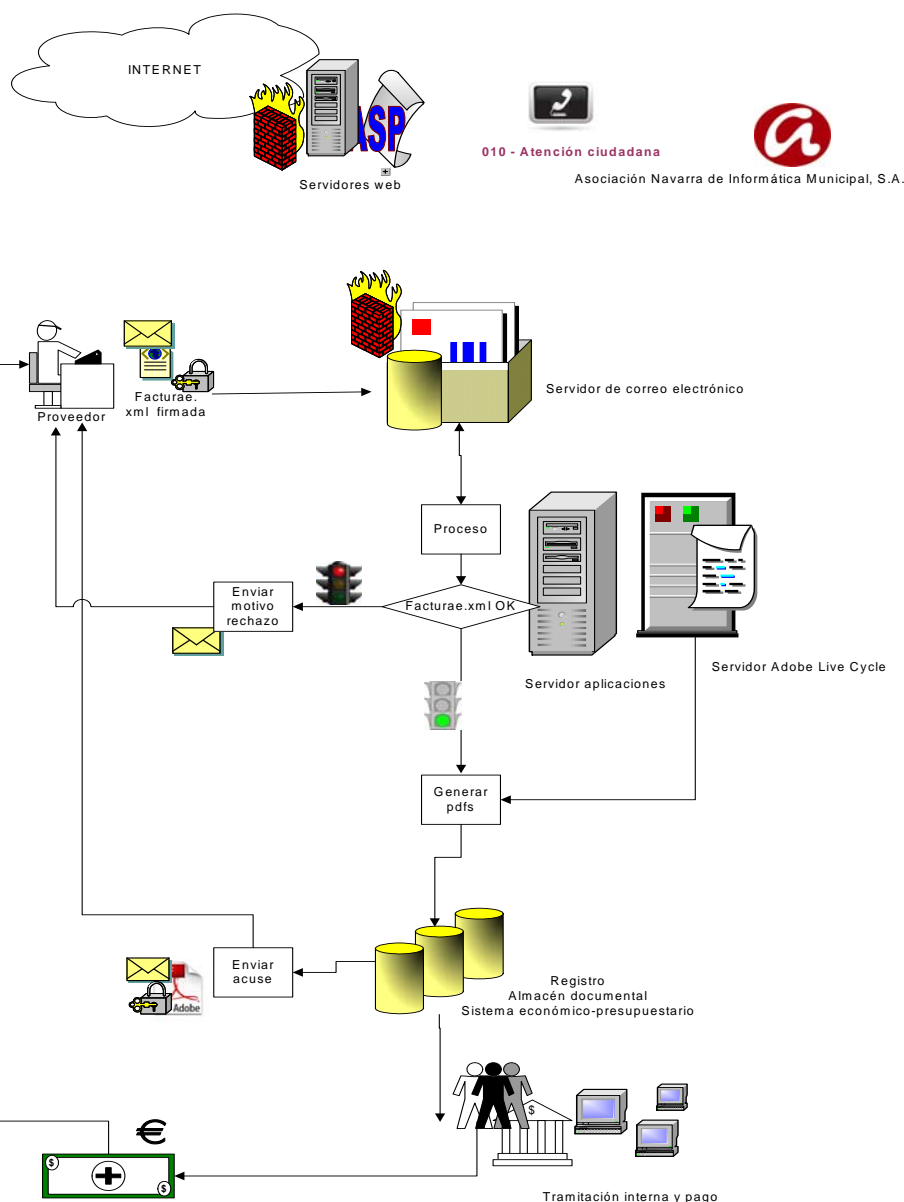 INTERNET
ASP
Servidores web
010 - Atención ciudadana
Asociación Navarra de Informática Municipal, S.A.
Proveedor
Facturae.
xml firmada
Servidor de correo electrónico
Proceso
Enviar
motivo
rechazo
Facturae.xml OK
Servidor aplicaciones
Servidor Adobe Live Cycle
Generar
pdfs
Enviar
acuse
Adobe
Registro
Almacén documental
Sistema económico-presupuestario
$
€
$
$
Tramitación interna y pago